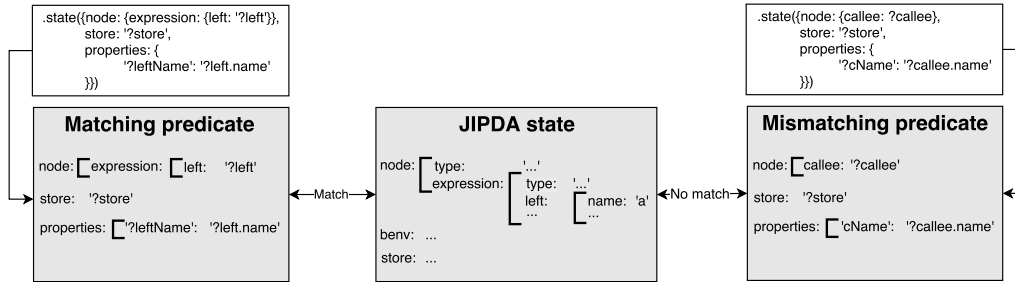 .state({node: {expression: {left: '?left'}},
store: '?store',
properties: {
'?leftName': '?left.name'
}})
Matching predicate
node: expression: left: '?left'
store: '?store'
properties: '?leftName': '?left.name'
Match
JIPDA state
node: type: '...'
expression: type: '...'
left: name: 'a'
... ...
benv: ...
store: ...
No match
.state({node: {callee: ?callee},
store: '?store',
properties: {
'?cName': '?callee.name'
}})
Mismatching predicate
node: callee: '?callee'
store: '?store'
properties: 'cName': '?callee.name'